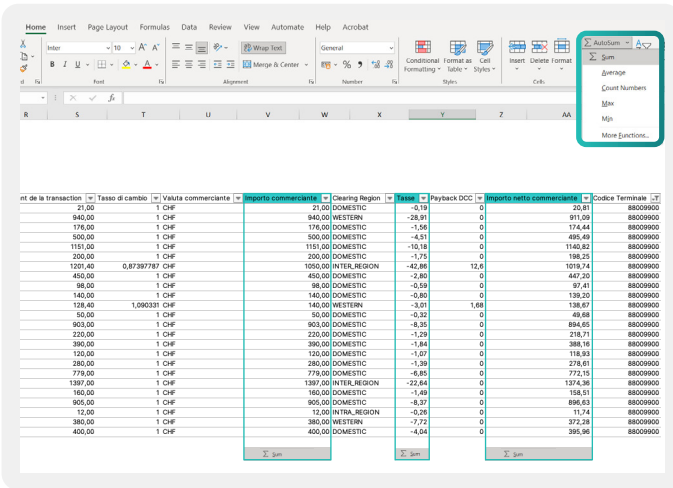 Home Insert Page Layout Formulas Data Review View Automate Help Acrobat
Inter 10 A^ Aˇ Wrap Text General Conditional Format as Cell Insert Delete Format
B I U A Merge & Center % 9 Formatting Table Styles
Font Alignment Number Styles Cells
∑ AutoSum
∑ Sum
Average
Count Numbers
Max
Min
More Functions...
fx
R S T U V W X Y Z AA
nt de la transaction Tasso di cambio Valuta commerciante Importo commerciante Clearing Region Tasse Payback DCC Importo netto commerciante Codice Terminale
21,00 1 CHF 21,00 DOMESTIC -0,19 0 20,81 88009900
940,00 1 CHF 940,00 WESTERN -28,91 0 911,09 88009900
176,00 1 CHF 176,00 DOMESTIC -1,56 0 174,44 88009900
500,00 1 CHF 500,00 DOMESTIC -4,51 0 495,49 88009900
1151,00 1 CHF 1151,00 DOMESTIC -10,18 0 1140,82 88009900
200,00 1 CHF 200,00 DOMESTIC -1,75 0 198,25 88009900
1201,40 0,87397787 CHF 1050,00 INTER_REGION -42,86 12,6 1019,74 88009900
450,00 1 CHF 450,00 DOMESTIC -2,80 0 447,20 88009900
98,00 1 CHF 98,00 DOMESTIC -0,59 0 97,41 88009900
140,00 1 CHF 140,00 DOMESTIC -0,80 0 139,20 88009900
128,40 1,090331 CHF 140,00 WESTERN -3,01 1,68 138,67 88009900
50,00 1 CHF 50,00 DOMESTIC -0,32 0 49,68 88009900
903,00 1 CHF 903,00 DOMESTIC -8,35 0 894,65 88009900
220,00 1 CHF 220,00 DOMESTIC -1,29 0 218,71 88009900
390,00 1 CHF 390,00 DOMESTIC -1,84 0 388,16 88009900
120,00 1 CHF 120,00 DOMESTIC -1,07 0 118,93 88009900
280,00 1 CHF 280,00 DOMESTIC -1,39 0 278,61 88009900
779,00 1 CHF 779,00 DOMESTIC -6,85 0 772,15 88009900
1397,00 1 CHF 1397,00 INTER_REGION -22,64 0 1374,36 88009900
160,00 1 CHF 160,00 DOMESTIC -1,49 0 158,51 88009900
905,00 1 CHF 905,00 DOMESTIC -8,37 0 896,63 88009900
12,00 1 CHF 12,00 INTRA_REGION -0,26 0 11,74 88009900
380,00 1 CHF 380,00 WESTERN -7,72 0 372,28 88009900
400,00 1 CHF 400,00 DOMESTIC -4,04 0 395,96 88009900
∑ Sum ∑ Sum ∑ Sum